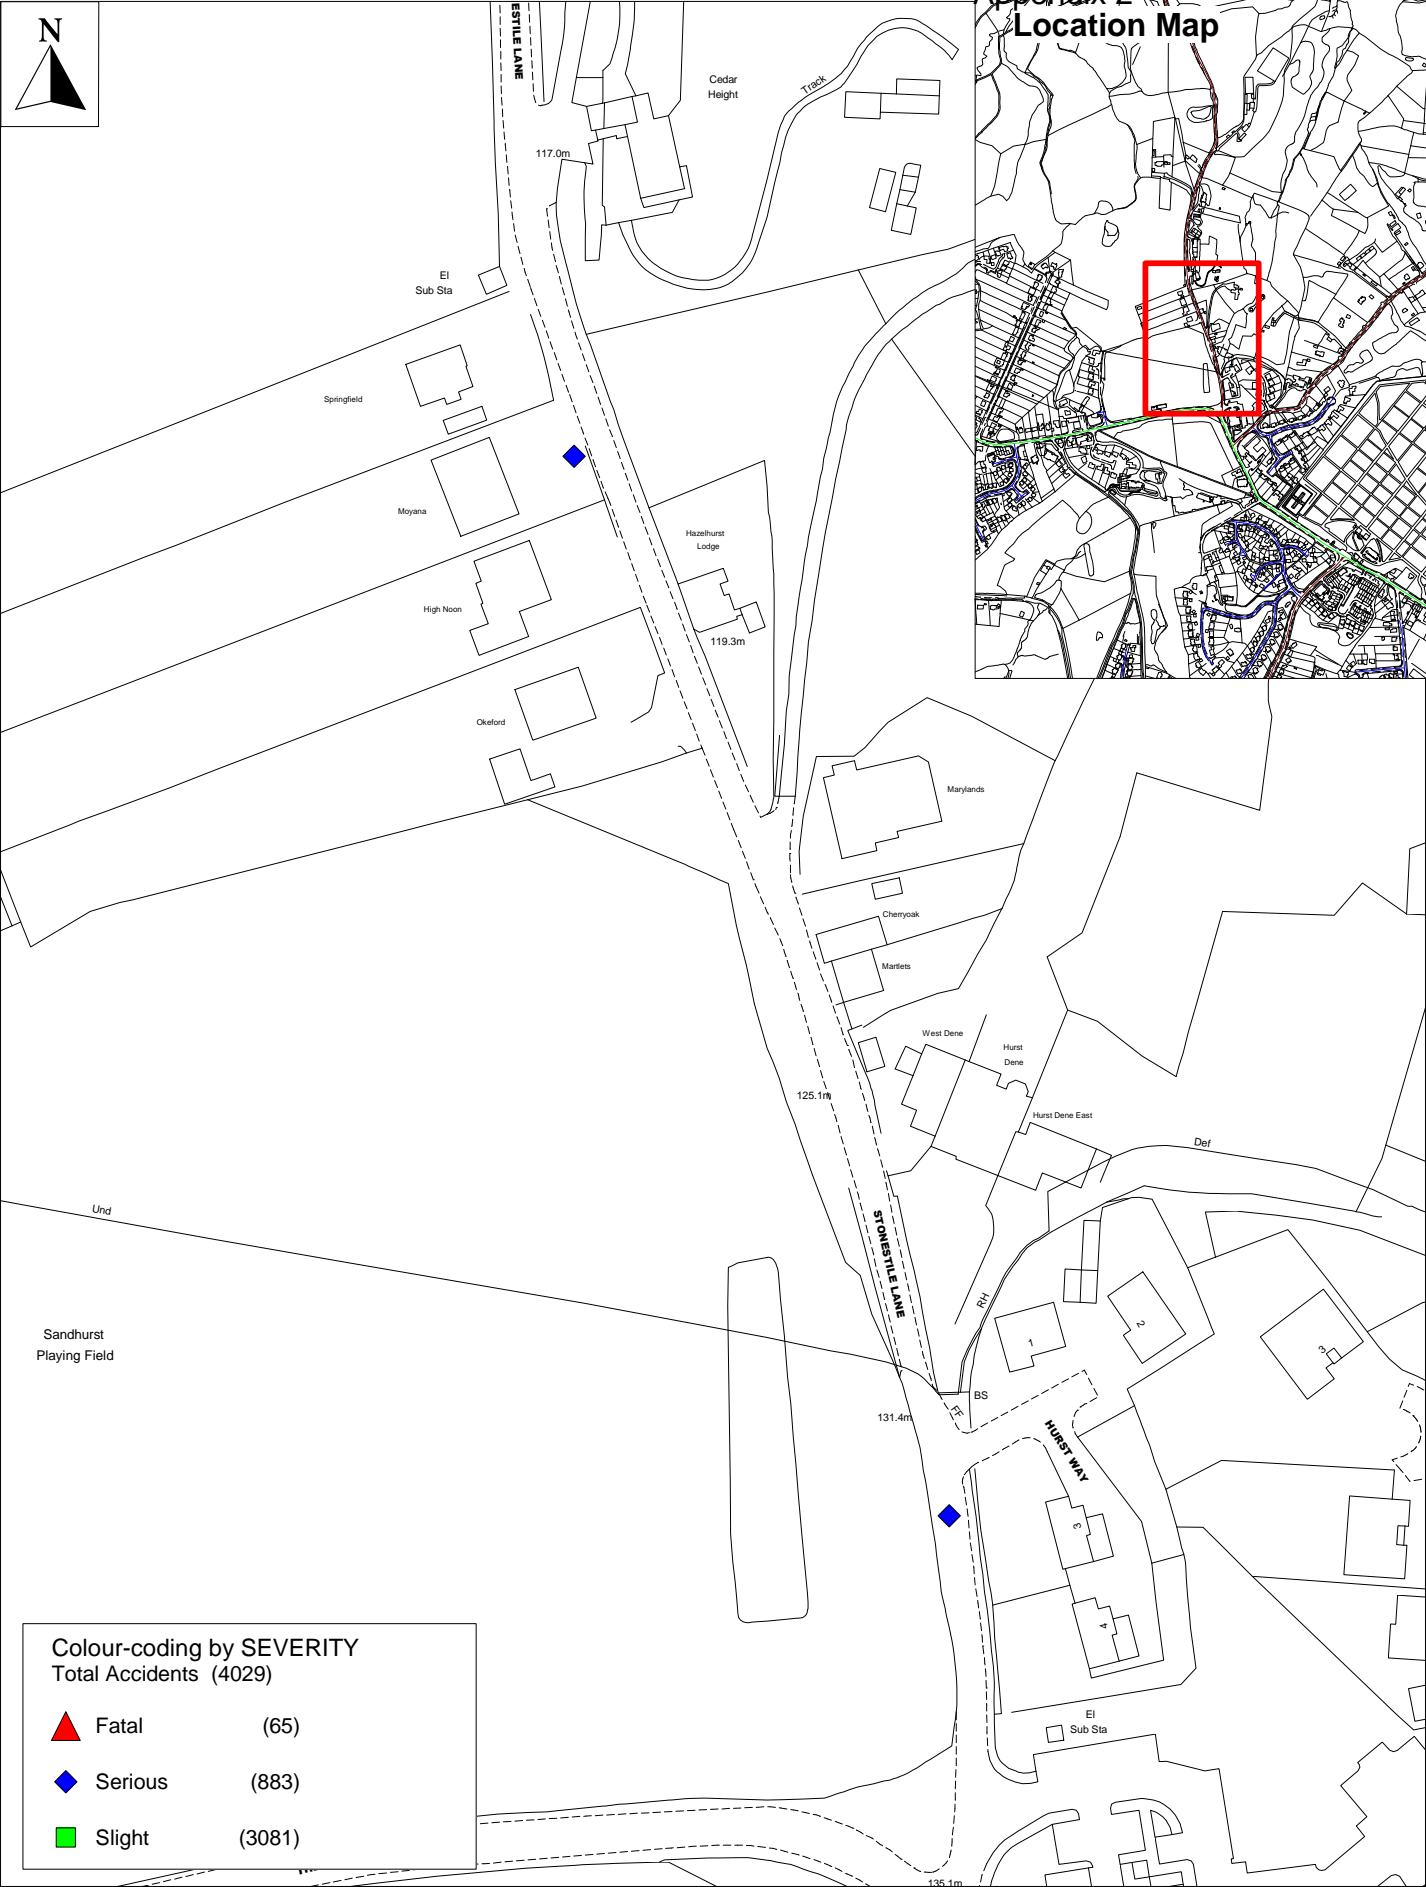 N
Location Map
ESTILE LANE
Cedar
Height
Track
117.0m
El
Sub Sta
Springfield
Moyana
Hazelhurst
Lodge
High Noon
119.3m
Okeford
Marylands
Cherryoak
Martlets
West Dene
Hurst
Dene
125.1m
Hurst Dene East
Def
Und
STONESTILE LANE
RH
1
2
3
Sandhurst
Playing Field
BS
FF
131.4m
HURST WAY
3
4
El
Sub Sta
Colour-coding by SEVERITY
Total Accidents (4029)
Fatal (65)
Serious (883)
Slight (3081)
135.1m